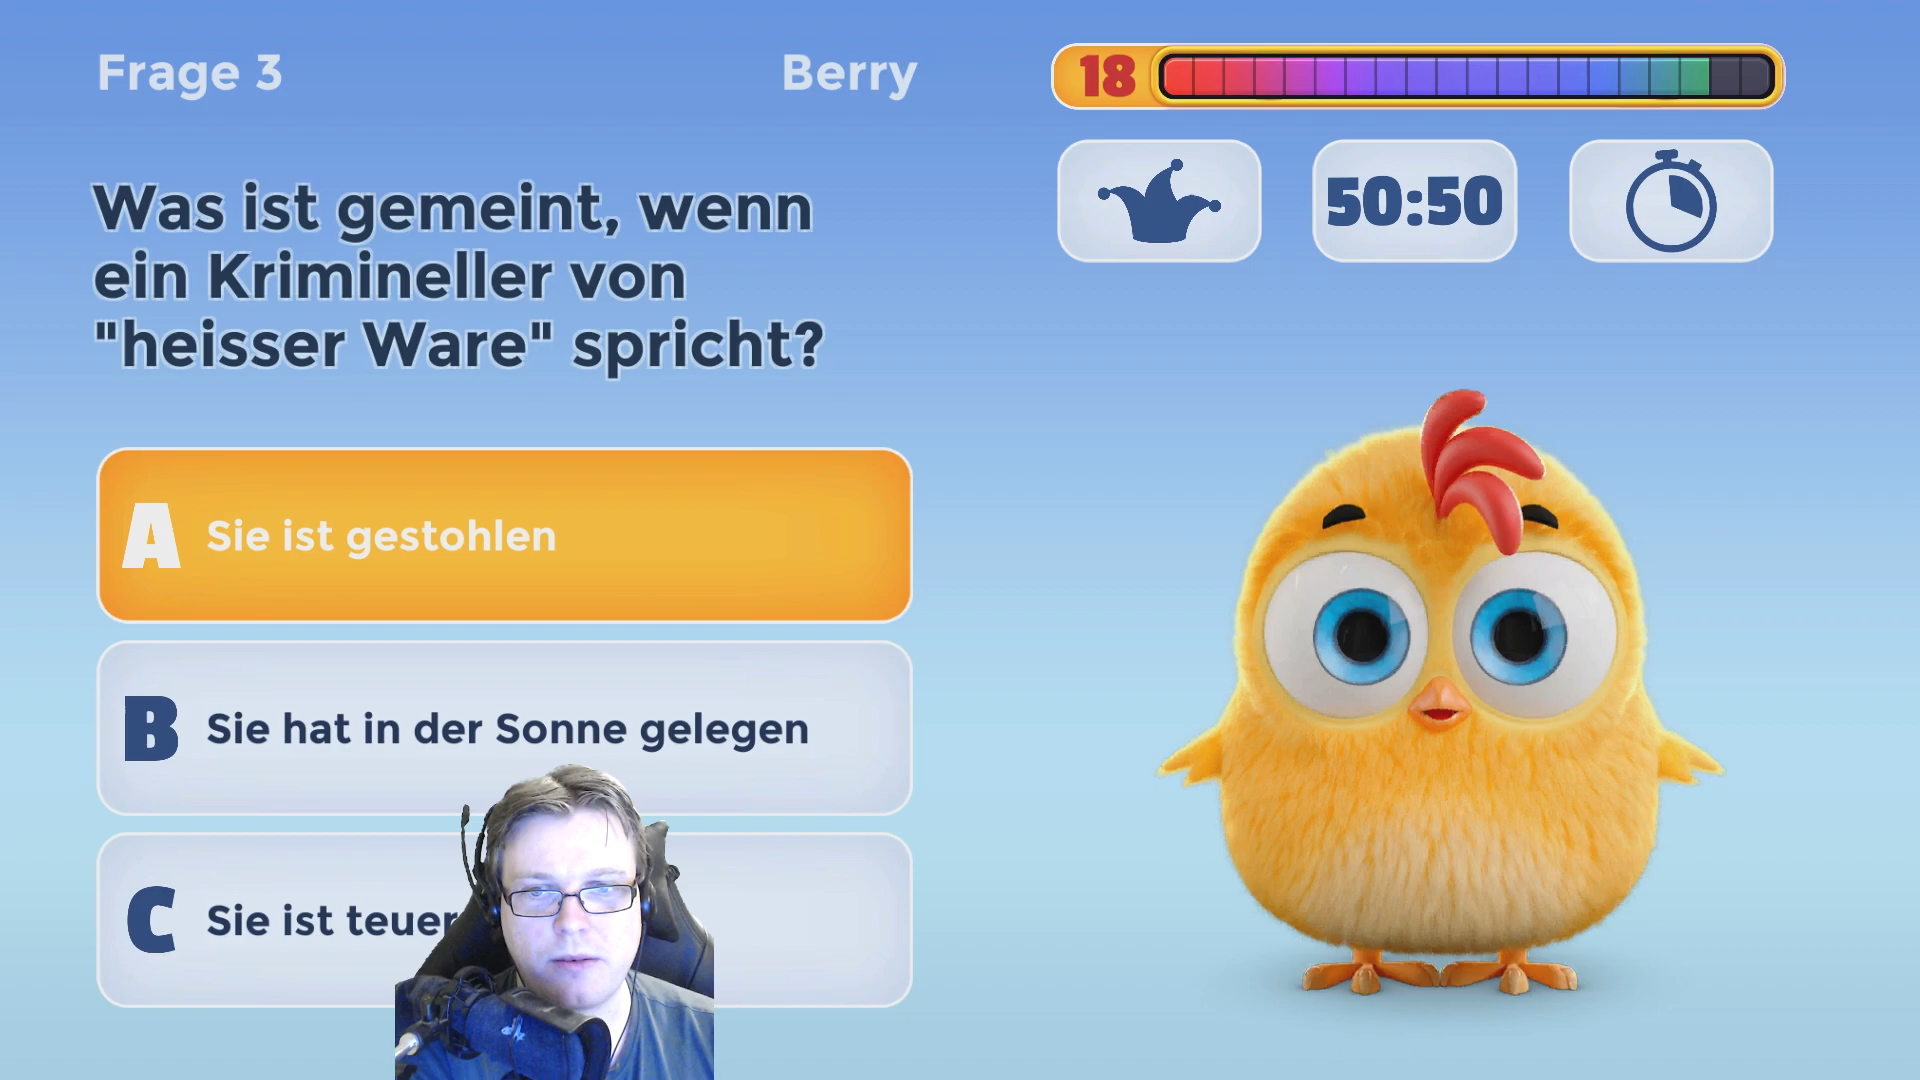 Frage 3
Berry
18
50:50
Was ist gemeint, wenn
ein Krimineller von
"heisser Ware" spricht?
A Sie ist gestohlen
B Sie hat in der Sonne gelegen
C Sie ist teuer